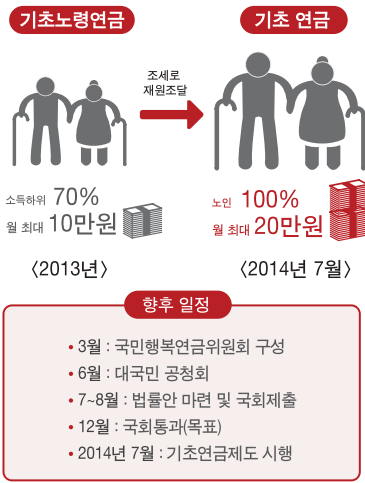 기초노령연금
기초 연금
조세로
재원조달
소득하위 70%
월 최대 10만원
노인 100%
월 최대 20만원
〈2013년〉
〈2014년 7월〉
향후 일정
• 3월 : 국민행복연금위원회 구성
• 6월 : 대국민 공청회
• 7~8월 : 법률안 마련 및 국회제출
• 12월 : 국회통과(목표)
• 2014년 7월 : 기초연금제도 시행